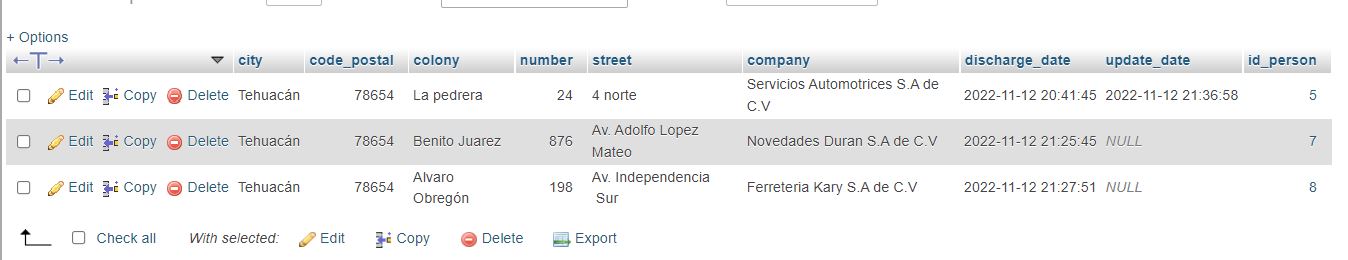 + Options
city code_postal colony number street company discharge_date update_date id_person
Edit Copy Delete Tehuacán 78654 La pedrera 24 4 norte Servicios Automotrices S.A de C.V 2022-11-12 20:41:45 2022-11-12 21:36:58 5
Edit Copy Delete Tehuacán 78654 Benito Juarez 876 Av. Adolfo Lopez Mateo Novedades Duran S.A de C.V 2022-11-12 21:25:45 NULL 7
Edit Copy Delete Tehuacán 78654 Alvaro Obregón 198 Av. Independencia Sur Ferreteria Kary S.A de C.V 2022-11-12 21:27:51 NULL 8
Check all With selected: Edit Copy Delete Export